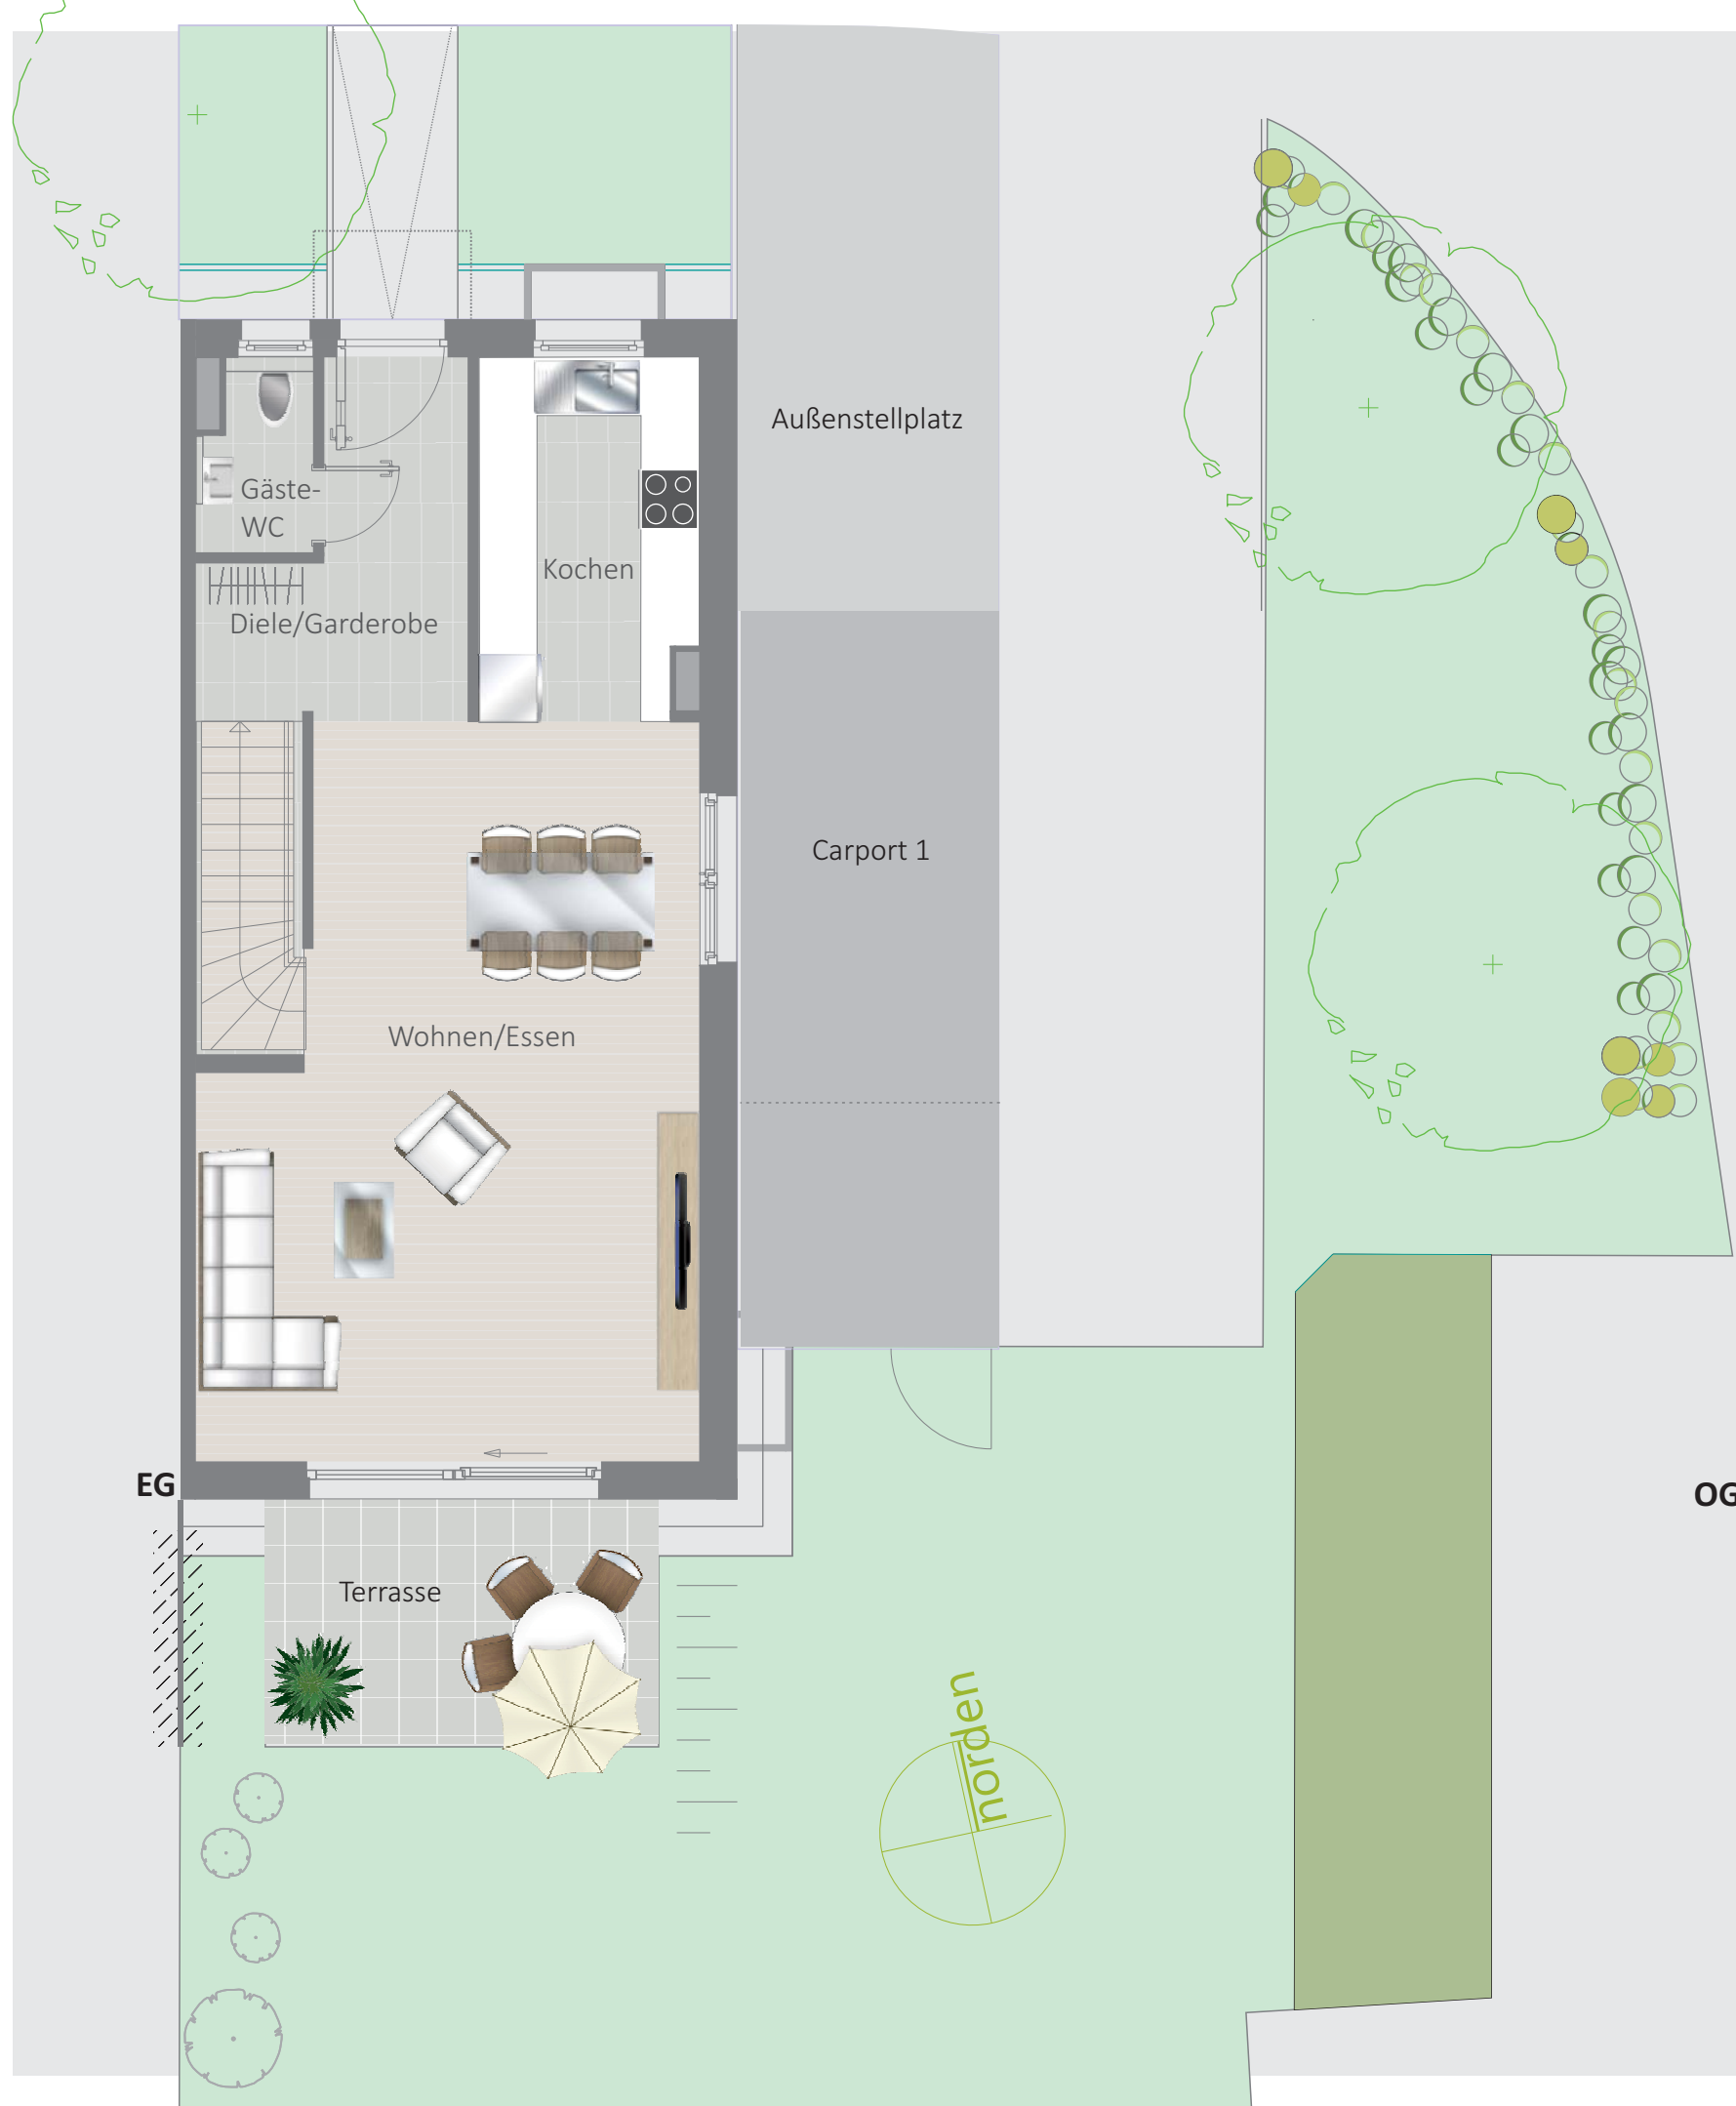 Außenstellplatz
Gäste-
WC
Kochen
Diele/Garderobe
Carport 1
Wohnen/Essen
EG
OG
Terrasse
norden